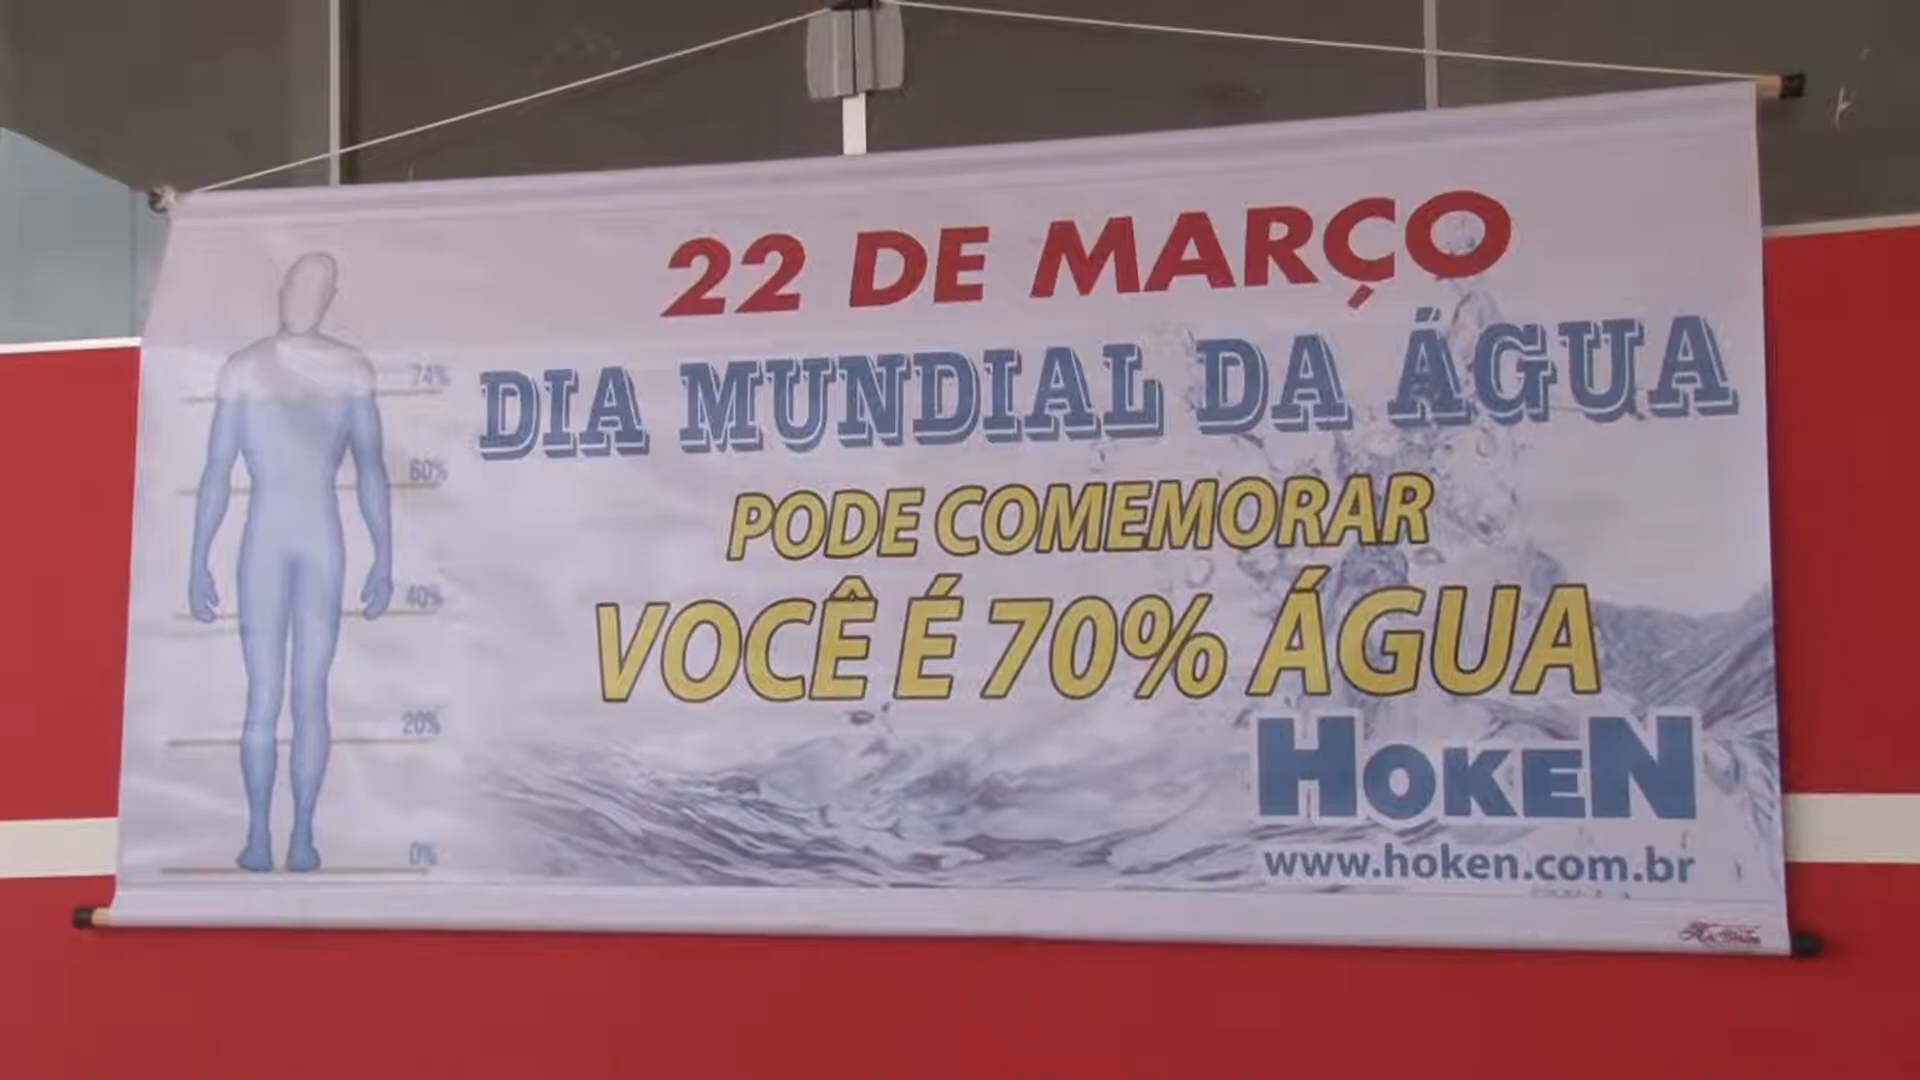 22 DE MARÇO
DIA MUNDIAL DA ÁGUA
PODE COMEMORAR
VOCÊ É 70% ÁGUA
HOKEN
www.hoken.com.br
74%
60%
40%
20%
0%